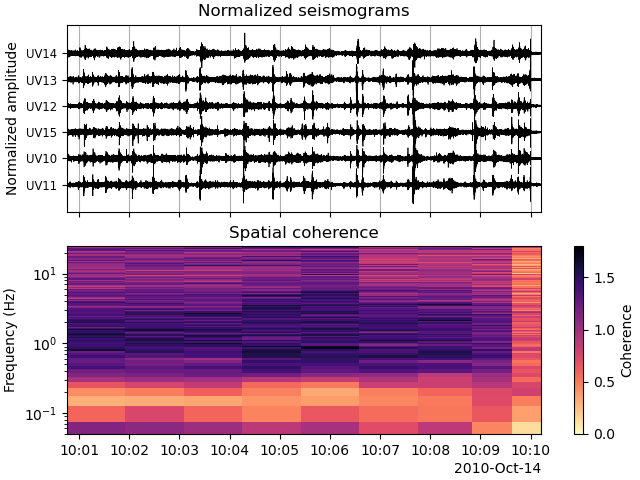 Normalized seismograms
Normalized amplitude
UV14
UV13
UV12
UV15
UV10
UV11
Spatial coherence
Frequency (Hz)
10¹
10⁰
10⁻¹
10:01 10:02 10:03 10:04 10:05 10:06 10:07 10:08 10:09 10:10
2010-Oct-14
1.5
1.0
0.5
0.0
Coherence